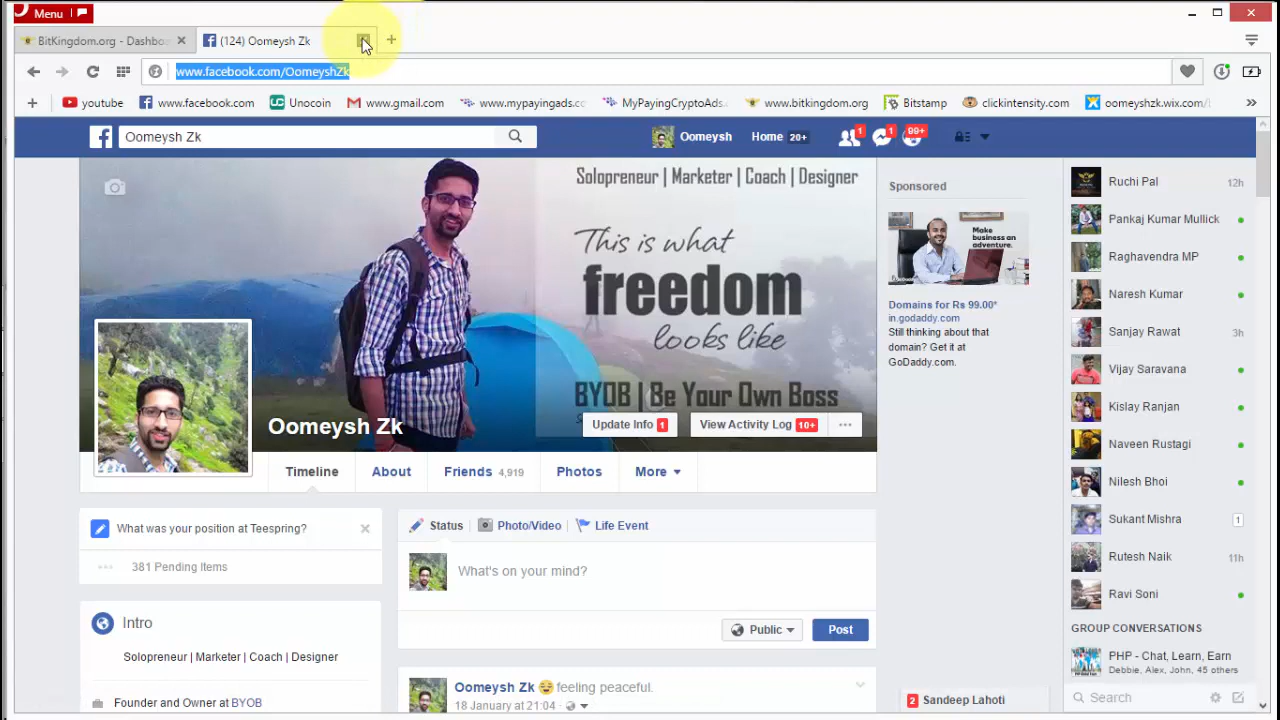 Menu
BitKingdom.org - Dashbo
(124) Oomeysh Zk
www.facebook.com/OomeyshZk
youtube
www.facebook.com
Unocoin
www.gmail.com
www.mypayingads.c
MyPayingCryptoAds.
www.bitkingdom.org
Bitstamp
clickintensity.com
oomeyshzk.wix.com/
Oomeysh Zk
Oomeysh
Home 20+
1
1
99+
Solopreneur | Marketer | Coach | Designer
This is what
freedom
looks like
BYOB | Be Your Own Boss
Update Info 1
View Activity Log 10+
Oomeysh Zk
Timeline
About
Friends 4,919
Photos
More
What was your position at Teespring?
381 Pending Items
Intro
Solopreneur | Marketer | Coach | Designer
Founder and Owner at BYOB
Status
Photo/Video
Life Event
What's on your mind?
Public
Post
Oomeysh Zk feeling peaceful.
18 January at 21:04
Sponsored
Make
business an
adventure.
Domains for Rs 99.00*
in.godaddy.com
Still thinking about that
domain? Get it at
GoDaddy.com
Ruchi Pal 12h
Pankaj Kumar Mullick
Raghavendra MP
Naresh Kumar
Sanjay Rawat 3h
Vijay Saravana
Kislay Ranjan
Naveen Rustagi
Nilesh Bhoi
Sukant Mishra 1
Rutesh Naik 11h
Ravi Soni
GROUP CONVERSATIONS
PHP - Chat, Learn, Earn
Debbie, Alex, John, 45 others
2 Sandeep Lahoti
Search